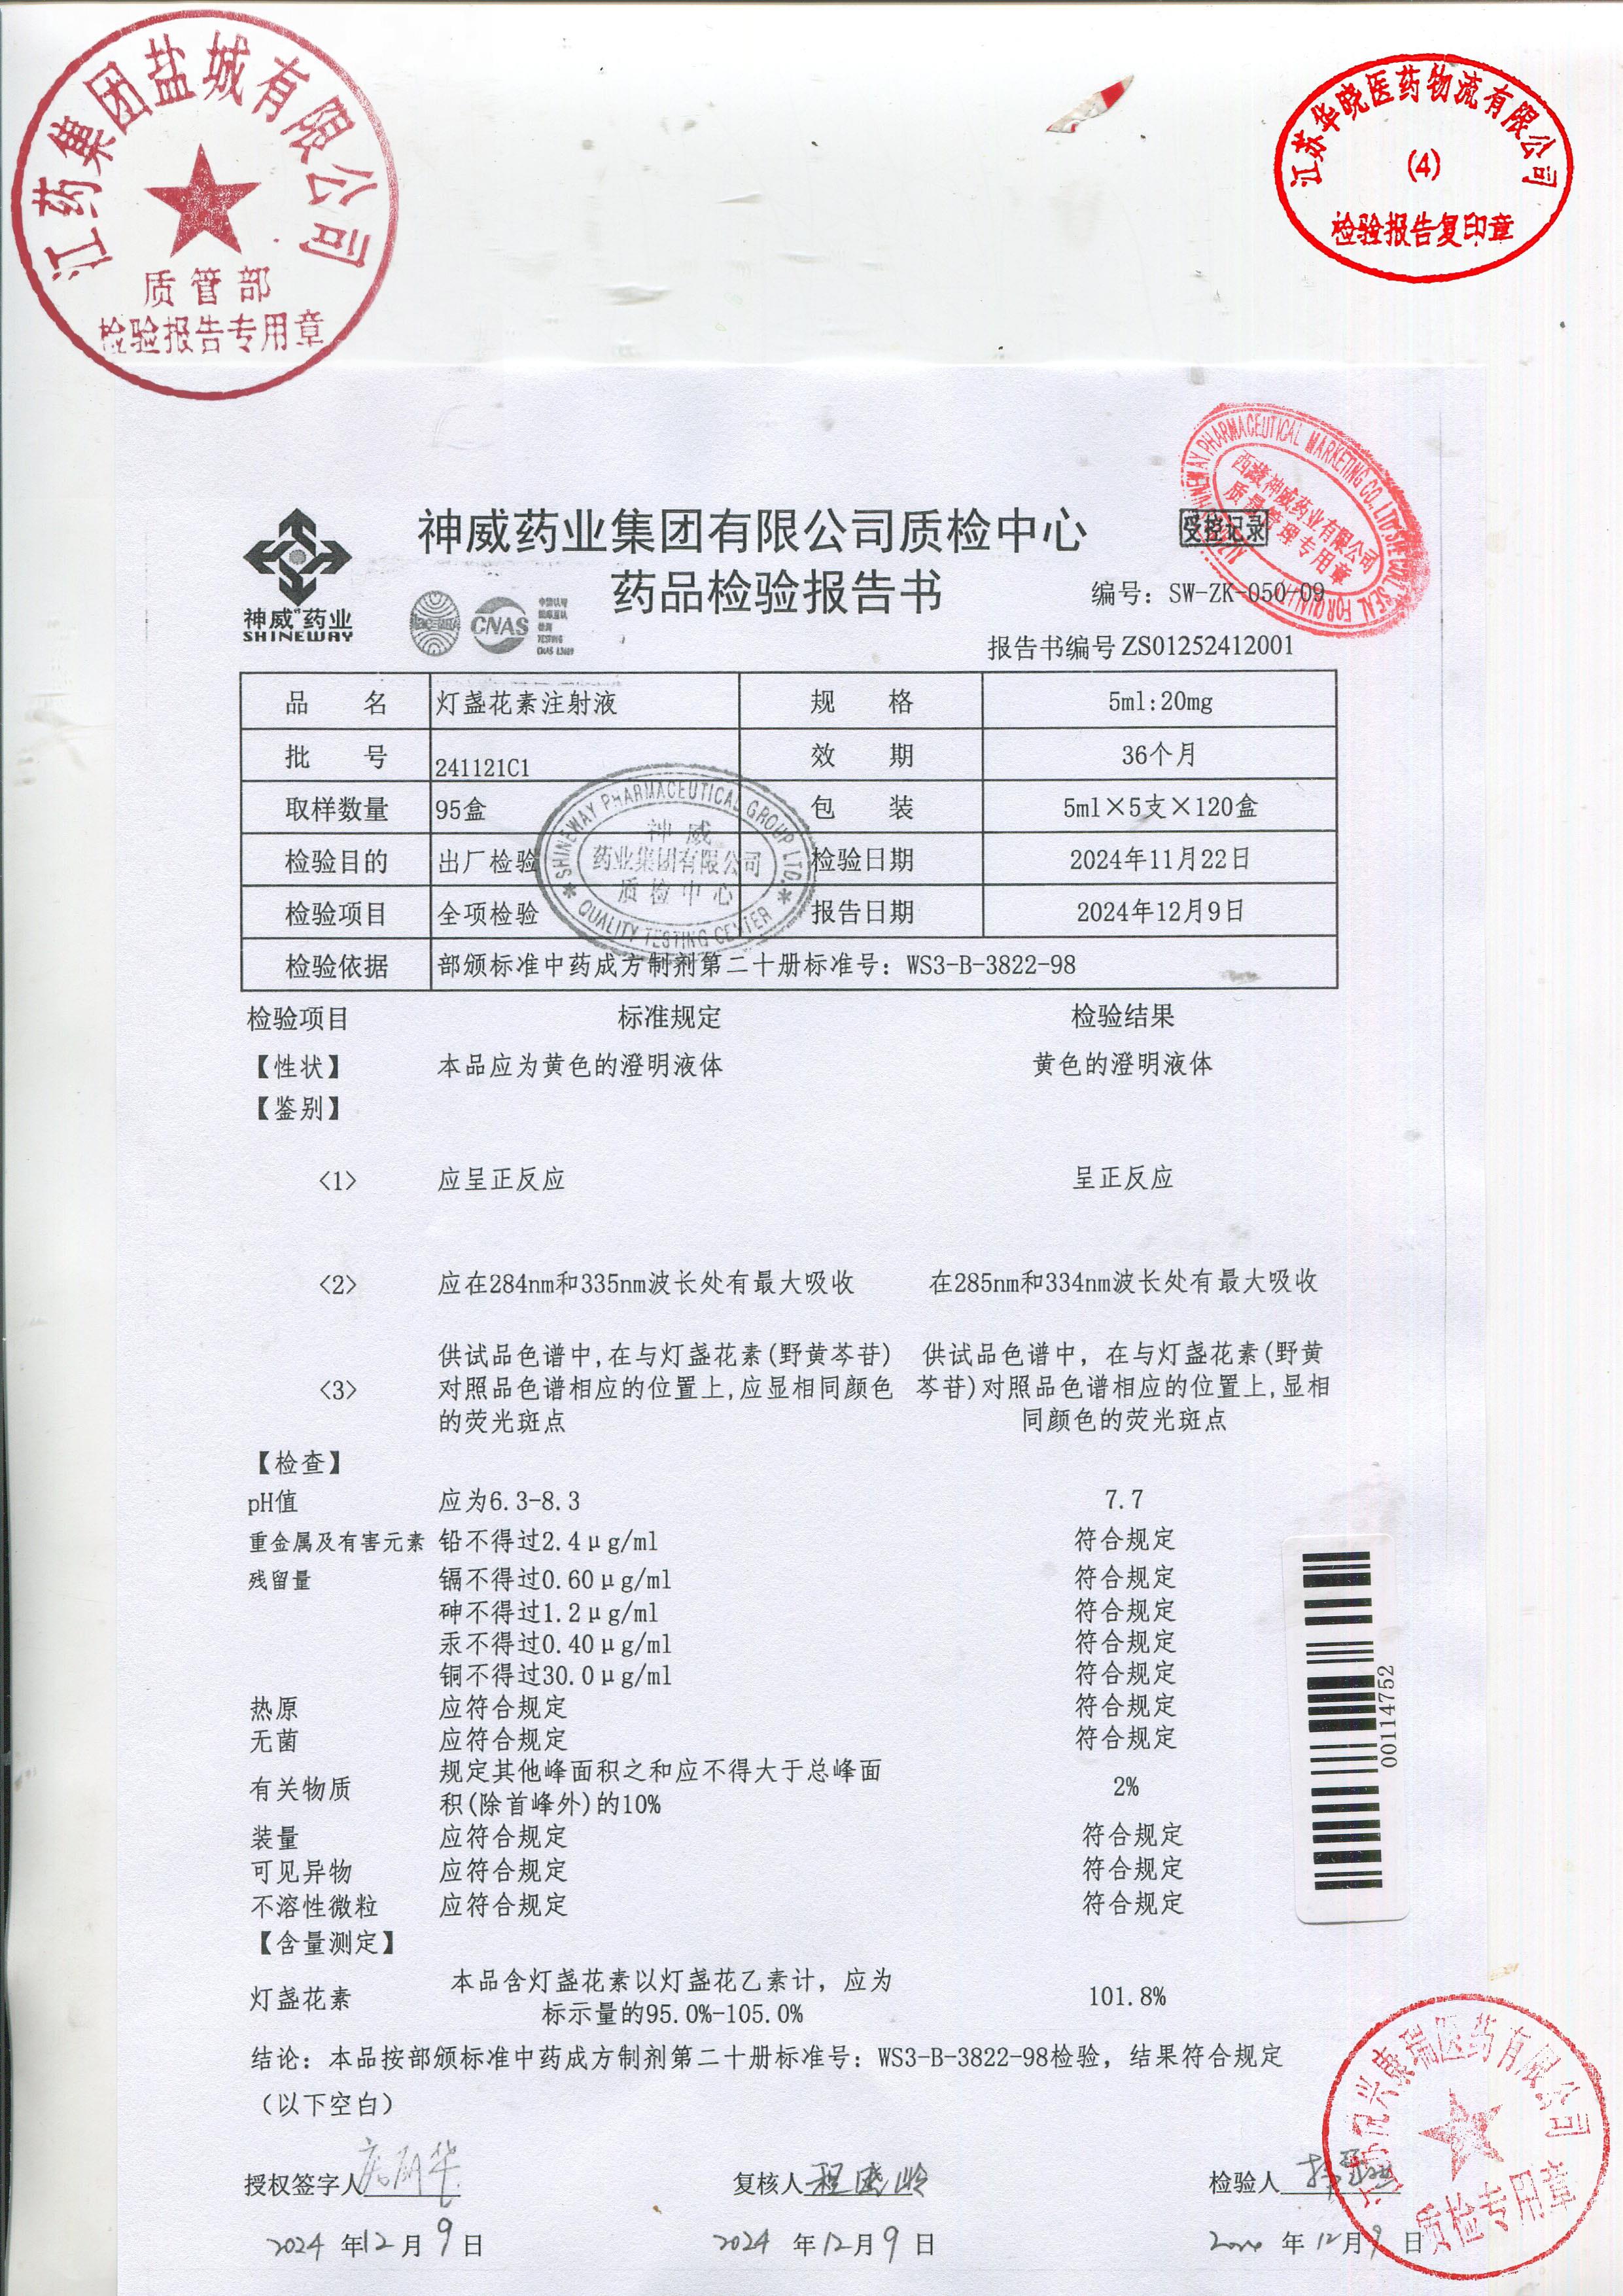 江药集团盐城有限公司
质管部
检验报告专用章
江苏华晓医药物流有限公司
(4)
检验报告复印章
PHARMACEUTICAL MARKETING CO., LTD
西藏神威药业有限公司
质量管理专用章
受控记录
神威药业集团有限公司质检中心
药品检验报告书
神威药业
SHINEWAY
CNAS
TESTING
编号：SW-ZK-050-09
报告书编号 ZS01252412001
品 名 灯盏花素注射液 规 格 5ml:20mg
批 号 241121C1 效 期 36个月
取样数量 95盒 包 装 5ml×5支×120盒
检验目的 出厂检验 检验日期 2024年11月22日
检验项目 全项检验 报告日期 2024年12月9日
检验依据 部颁标准中药成方制剂第二十册标准号：WS3-B-3822-98
SHINEWAY PHARMACEUTICAL GROUP LTD.
神威
药业集团有限公司
质检中心
QUALITY TESTING CENTER
检验项目 标准规定 检验结果
【性状】 本品应为黄色的澄明液体 黄色的澄明液体
【鉴别】
<1> 应呈正反应 呈正反应
<2> 应在284nm和335nm波长处有最大吸收 在285nm和334nm波长处有最大吸收
供试品色谱中,在与灯盏花素(野黄芩苷) 供试品色谱中，在与灯盏花素(野黄
<3> 对照品色谱相应的位置上,应显相同颜色 芩苷)对照品色谱相应的位置上,显相
的荧光斑点 同颜色的荧光斑点
【检查】
pH值 应为6.3-8.3 7.7
重金属及有害元素 铅不得过2.4μg/ml 符合规定
残留量 镉不得过0.60μg/ml 符合规定
砷不得过1.2μg/ml 符合规定
汞不得过0.40μg/ml 符合规定
铜不得过30.0μg/ml 符合规定
热原 应符合规定 符合规定
无菌 应符合规定 符合规定
有关物质 规定其他峰面积之和应不得大于总峰面 2%
积(除首峰外)的10%
装量 应符合规定 符合规定
可见异物 应符合规定 符合规定
不溶性微粒 应符合规定 符合规定
00114752
【含量测定】
灯盏花素 本品含灯盏花素以灯盏花乙素计，应为 101.8%
标示量的95.0%-105.0%
结论：本品按部颁标准中药成方制剂第二十册标准号：WS3-B-3822-98检验，结果符合规定
（以下空白）
授权签字人 复核人 程晓岭 检验人
2024 年12 月 9 日 2024 年 12 月 9 日 年 12 月 9 日
兴康瑞医药有限公司
质检专用章